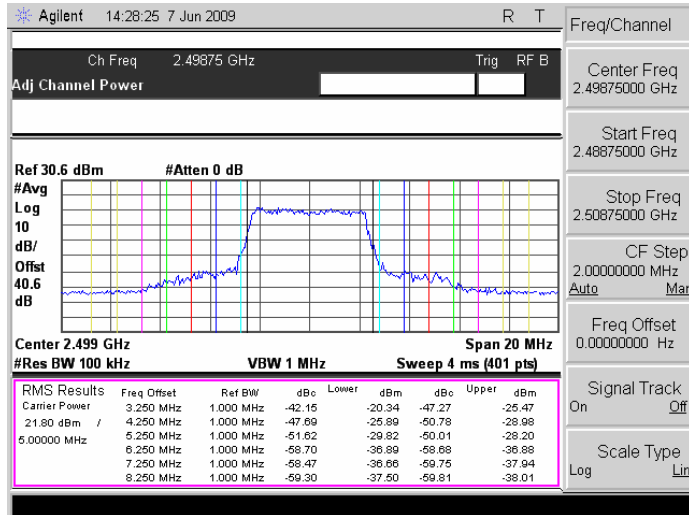 Agilent 14:28:25 7 Jun 2009 R T
Ch Freq 2.49875 GHz Trig RF B
Adj Channel Power
Ref 30.6 dBm #Atten 0 dB
#Avg
Log
10
dB/
Offst
40.6
dB
Center 2.499 GHz Span 20 MHz
#Res BW 100 kHz VBW 1 MHz Sweep 4 ms (401 pts)
RMS Results Freq Offset Ref BW dBc Lower dBm dBc Upper dBm
Carrier Power 3.250 MHz 1.000 MHz -42.15 -20.34 -47.27 -25.47
21.80 dBm / 4.250 MHz 1.000 MHz -47.69 -25.89 -50.78 -28.98
5.00000 MHz 5.250 MHz 1.000 MHz -51.62 -29.82 -50.01 -28.20
6.250 MHz 1.000 MHz -58.70 -36.89 -58.68 -36.88
7.250 MHz 1.000 MHz -58.47 -36.66 -59.75 -37.94
8.250 MHz 1.000 MHz -59.30 -37.50 -59.81 -38.01
Freq/Channel
Center Freq
2.49875000 GHz
Start Freq
2.48875000 GHz
Stop Freq
2.50875000 GHz
CF Step
2.00000000 MHz
Auto Man
Freq Offset
0.00000000 Hz
Signal Track
On Off
Scale Type
Log Lin